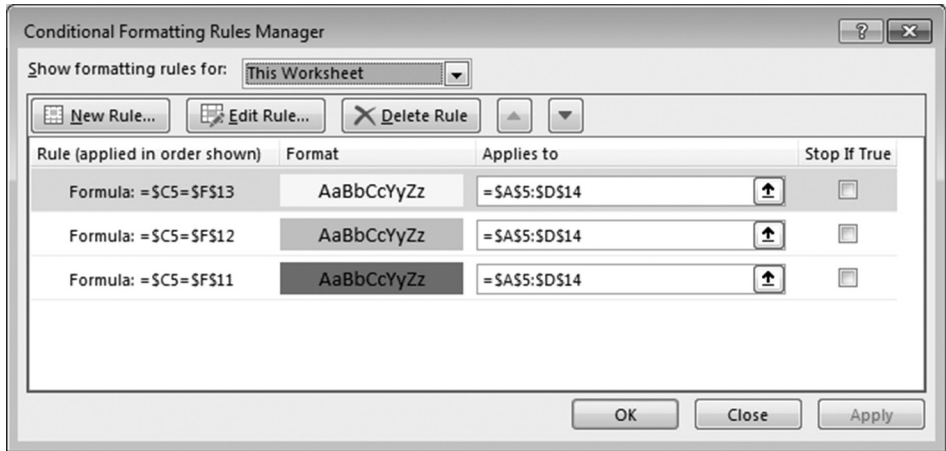 Conditional Formatting Rules Manager
Show formatting rules for: This Worksheet
New Rule... Edit Rule... Delete Rule
Rule (applied in order shown) Format Applies to Stop If True
Formula: =$C5=$F$13 AaBbCcYyZz =$A$5:$D$14
Formula: =$C5=$F$12 AaBbCcYyZz =$A$5:$D$14
Formula: =$C5=$F$11 AaBbCcYyZz =$A$5:$D$14
OK Close Apply